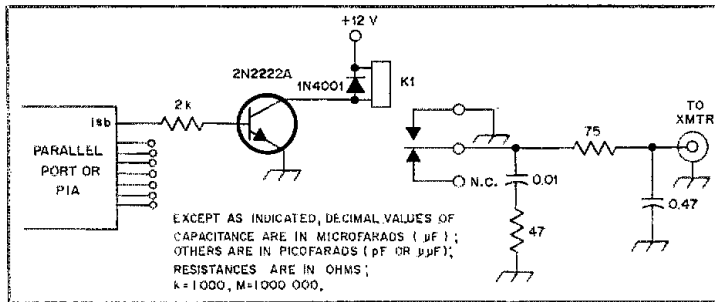 +12 V
2N2222A
1N4001
K1
2k
lsb
PARALLEL
PORT OR
PIA
TO
XMTR
75
N.C.
0.01
0.47
47
EXCEPT AS INDICATED, DECIMAL VALUES OF
CAPACITANCE ARE IN MICROFARADS (µF);
OTHERS ARE IN PICOFARADS (pF OR µµF);
RESISTANCES ARE IN OHMS;
k=1000, M=1000 000.